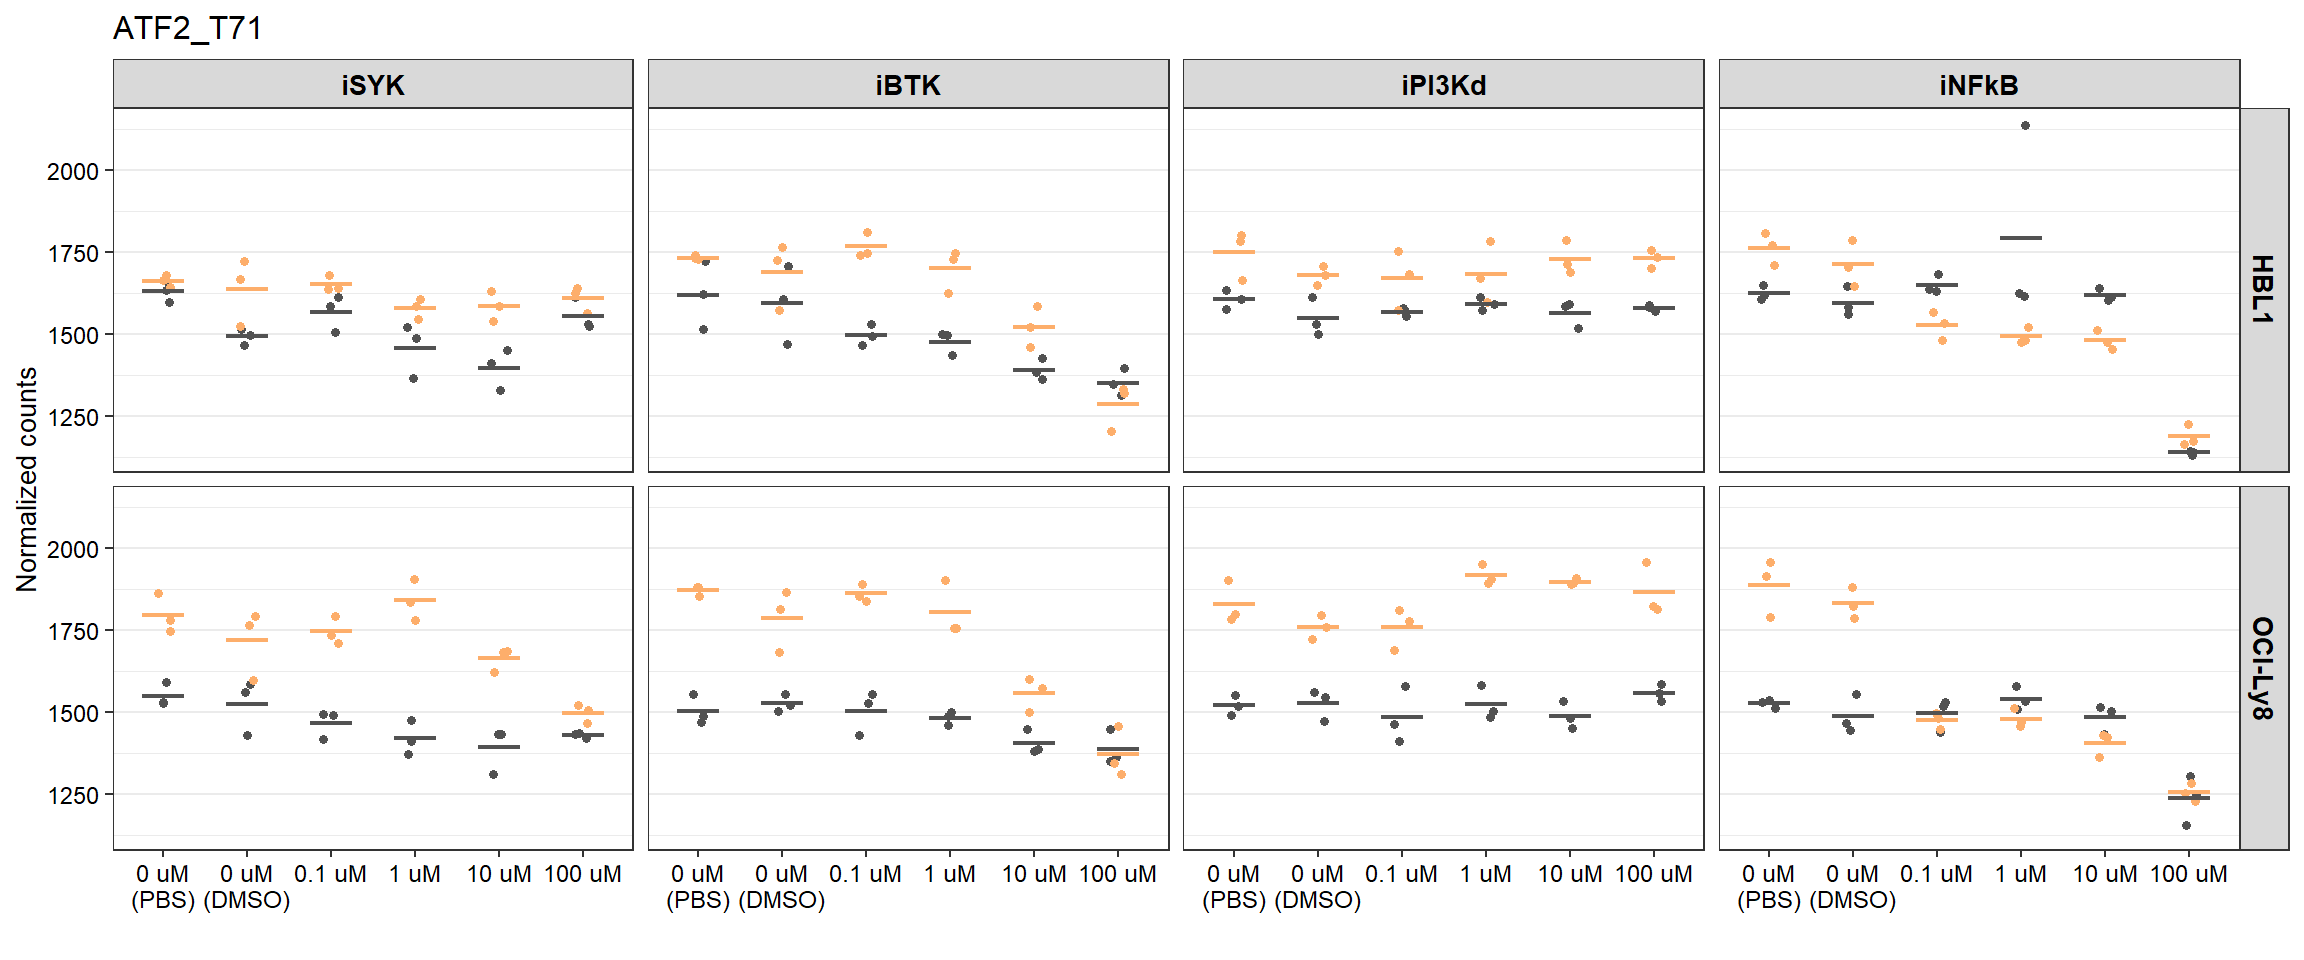 ATF2_T71
iSYK iBTK iPI3Kd iNFkB
Normalized counts
2000
1750
1500
1250
HBL1
2000
1750
1500
1250
OCI-Ly8
0 uM 0 uM 0.1 uM 1 uM 10 uM 100 uM 0 uM 0 uM 0.1 uM 1 uM 10 uM 100 uM 0 uM 0 uM 0.1 uM 1 uM 10 uM 100 uM 0 uM 0 uM 0.1 uM 1 uM 10 uM 100 uM
(PBS) (DMSO) (PBS) (DMSO) (PBS) (DMSO) (PBS) (DMSO)